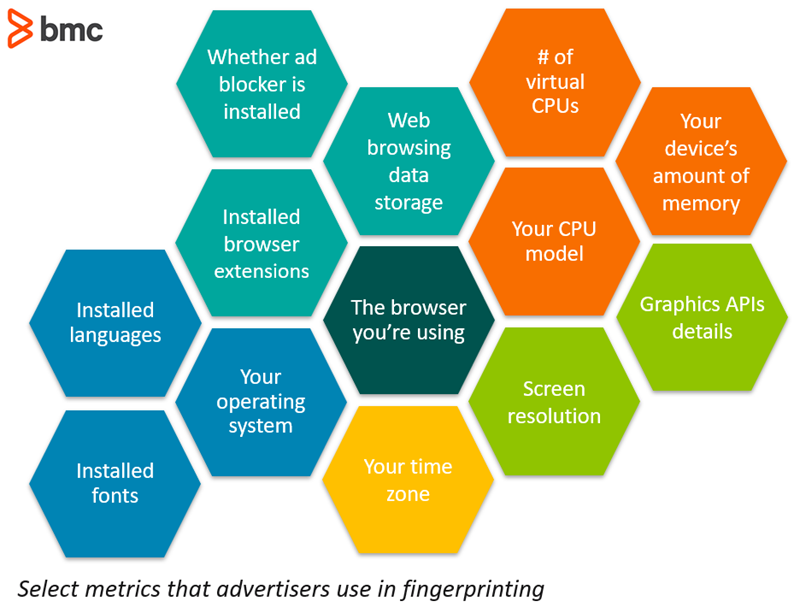 bmc
Whether ad
blocker is
installed
# of
virtual
CPUs
Web
browsing
data
storage
Your
device's
amount of
memory
Installed
browser
extensions
Your CPU
model
Installed
languages
The browser
you're using
Graphics APIs
details
Your
operating
system
Screen
resolution
Installed
fonts
Your time
zone
Select metrics that advertisers use in fingerprinting